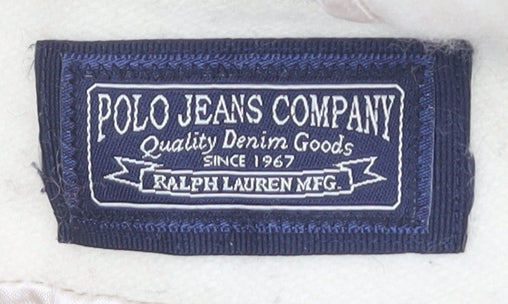 POLO JEANS COMPANY
Quality Denim Goods
SINCE 1967
RALPH LAUREN MFG.